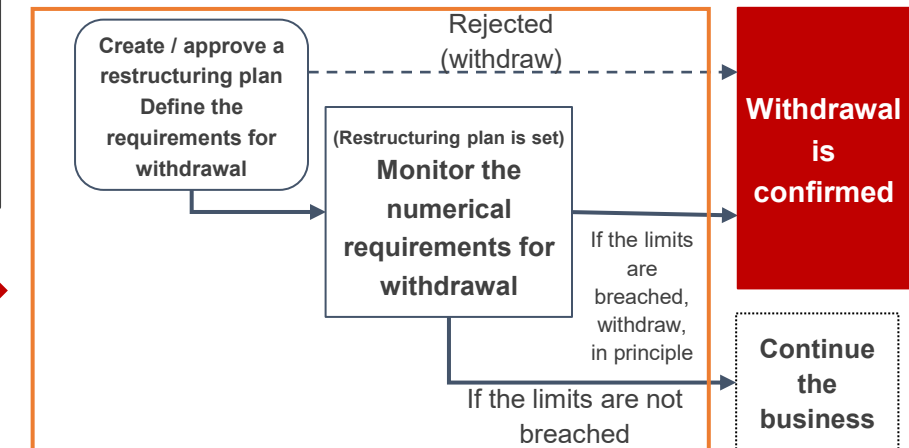 Create / approve a
restructuring plan
Define the
requirements for
withdrawal
Rejected
(withdraw)
(Restructuring plan is set)
Monitor the
numerical
requirements for
withdrawal
If the limits
are
breached,
withdraw,
in principle
Withdrawal
is
confirmed
If the limits are not
breached
Continue
the
business